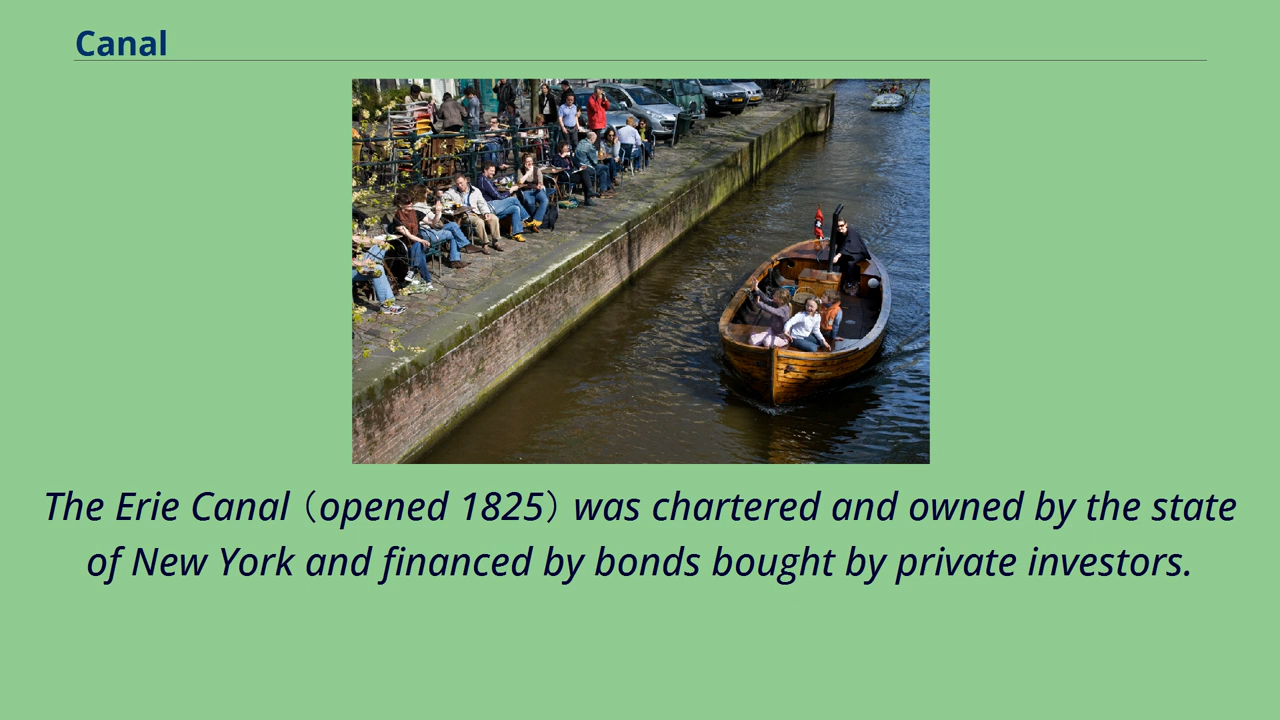 Canal
The Erie Canal（opened 1825）was chartered and owned by the state
of New York and financed by bonds bought by private investors.